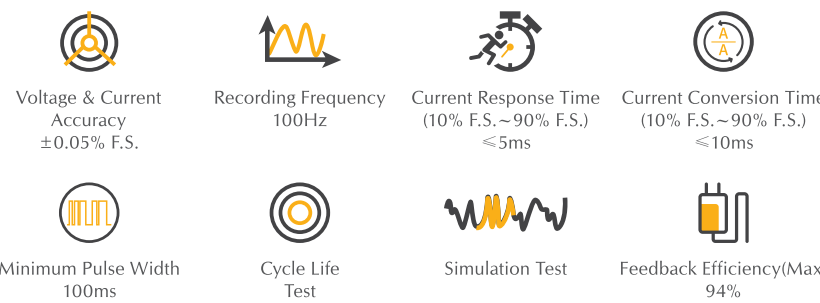 A
A
Voltage & Current
Accuracy
±0.05% F.S.
Recording Frequency
100Hz
Current Response Time
(10% F.S.~90% F.S.)
⩽5ms
Current Conversion Time
(10% F.S.~90% F.S.)
⩽10ms
Minimum Pulse Width
100ms
Cycle Life
Test
Simulation Test
Feedback Efficiency(Max
94%